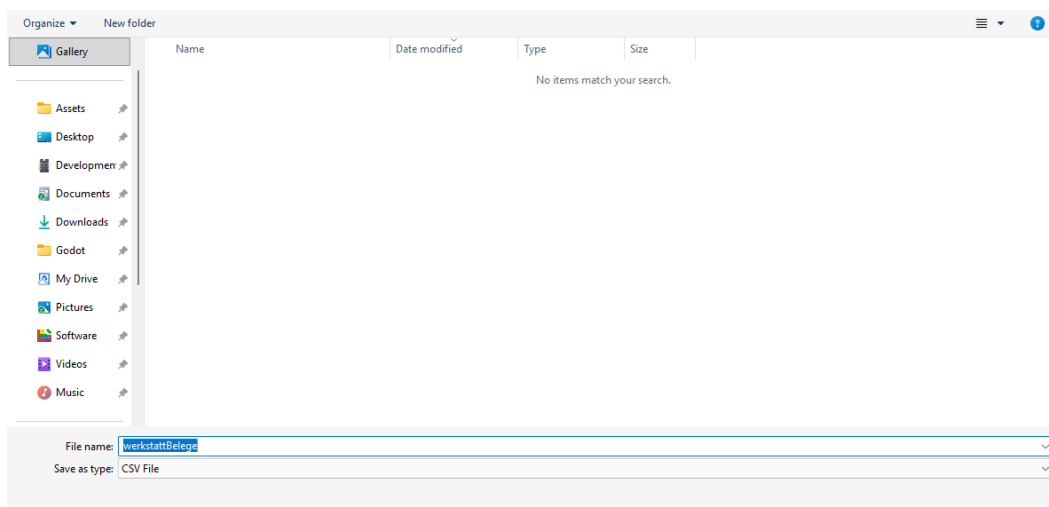 Organize New folder
Gallery
Name Date modified Type Size
No items match your search.
Assets
Desktop
Developmen
Documents
Downloads
Godot
My Drive
Pictures
Software
Videos
Music
File name: werkstattBelege
Save as type: CSV File